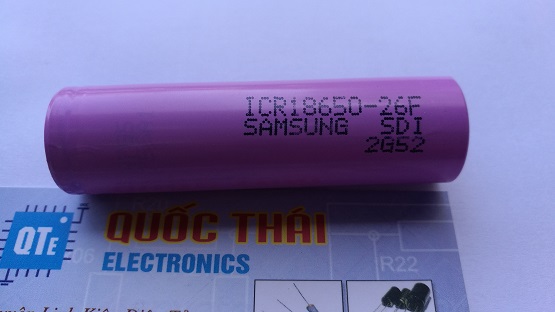 ICR18650-26F
SAMSUNG SDI
2G52
QTe
QUỐC THÁI
ELECTRONICS
R22